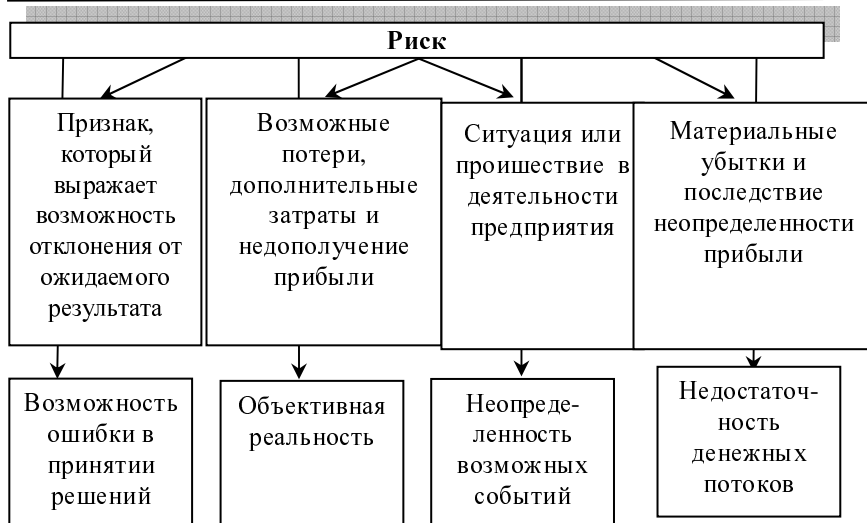 Риск
Признак,
который
выражает
возможность
отклонения от
ожидаемого
результата
Возможные
потери,
дополнительные
затраты и
недополучение
прибыли
Ситуация или
проишествие в
деятельности
предприятия
Материальные
убытки и
последствие
неопределенности
прибыли
Возможность
ошибки в
принятии
решений
Объективная
реальность
Неопреде-
ленность
возможных
событий
Недостаточ-
ность
денежных
потоков